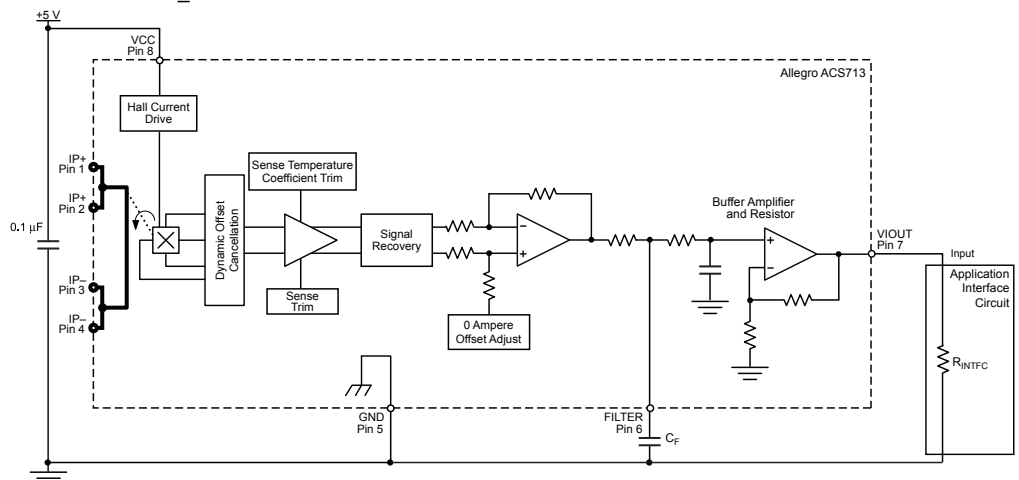 +5 V
VCC
Pin 8
Allegro ACS713
Hall Current
Drive
IP+
Pin 1
IP+
Pin 2
IP–
Pin 3
IP–
Pin 4
0.1 µF
Dynamic Offset
Cancellation
Sense Temperature
Coefficient Trim
Sense
Trim
Signal
Recovery
0 Ampere
Offset Adjust
Buffer Amplifier
and Resistor
VIOUT
Pin 7
Input
Application
Interface
Circuit
RINTFC
GND
Pin 5
FILTER
Pin 6
CF